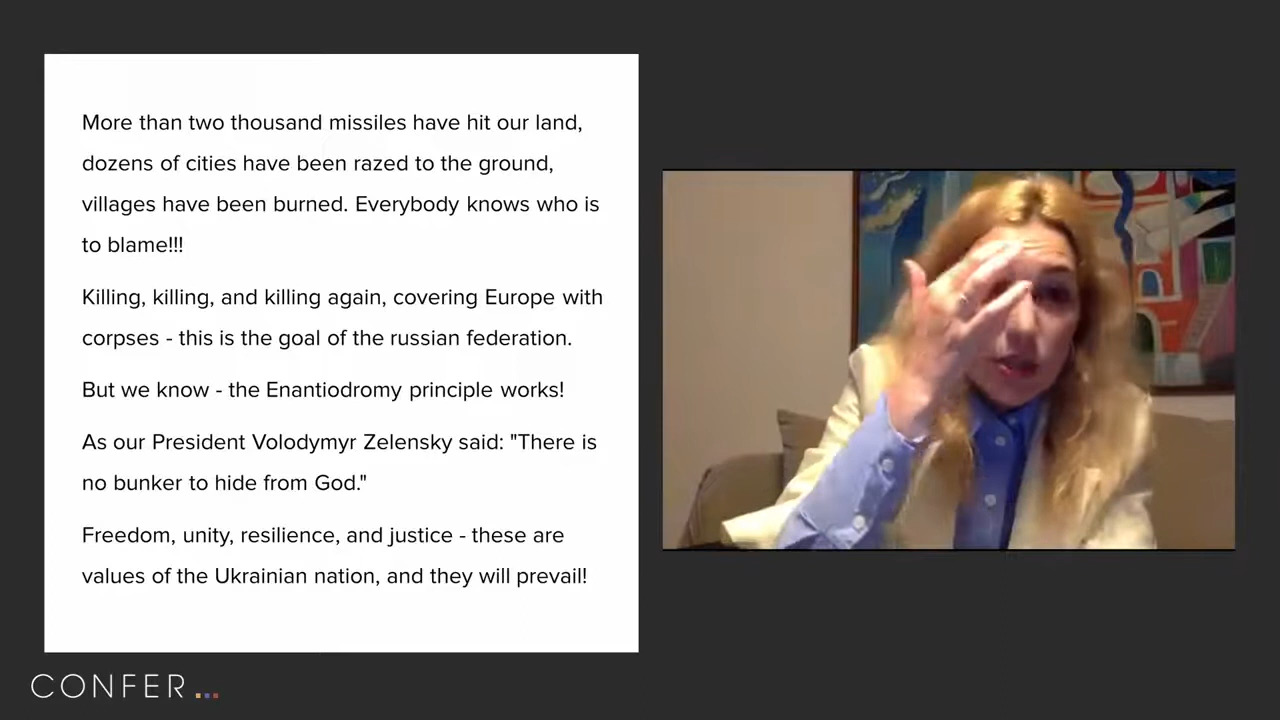 More than two thousand missiles have hit our land,
dozens of cities have been razed to the ground,
villages have been burned. Everybody knows who is
to blame!!!
Killing, killing, and killing again, covering Europe with
corpses - this is the goal of the russian federation.
But we know - the Enantiodromy principle works!
As our President Volodymyr Zelensky said: "There is
no bunker to hide from God."
Freedom, unity, resilience, and justice - these are
values of the Ukrainian nation, and they will prevail!
CONFER...